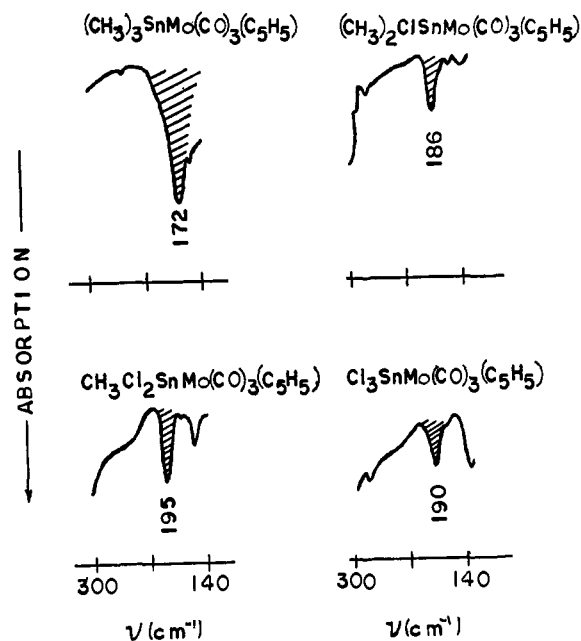 (CH₃)₃SnMo(CO)₃(C₅H₅)
(CH₃)₂ClSnMo(CO)₃(C₅H₅)
172
186
ABSORPTION
CH₃Cl₂SnMo(CO)₃(C₅H₅)
Cl₃SnMo(CO)₃(C₅H₅)
195
190
300 140
300 140
ν(cm⁻¹)
ν(cm⁻¹)